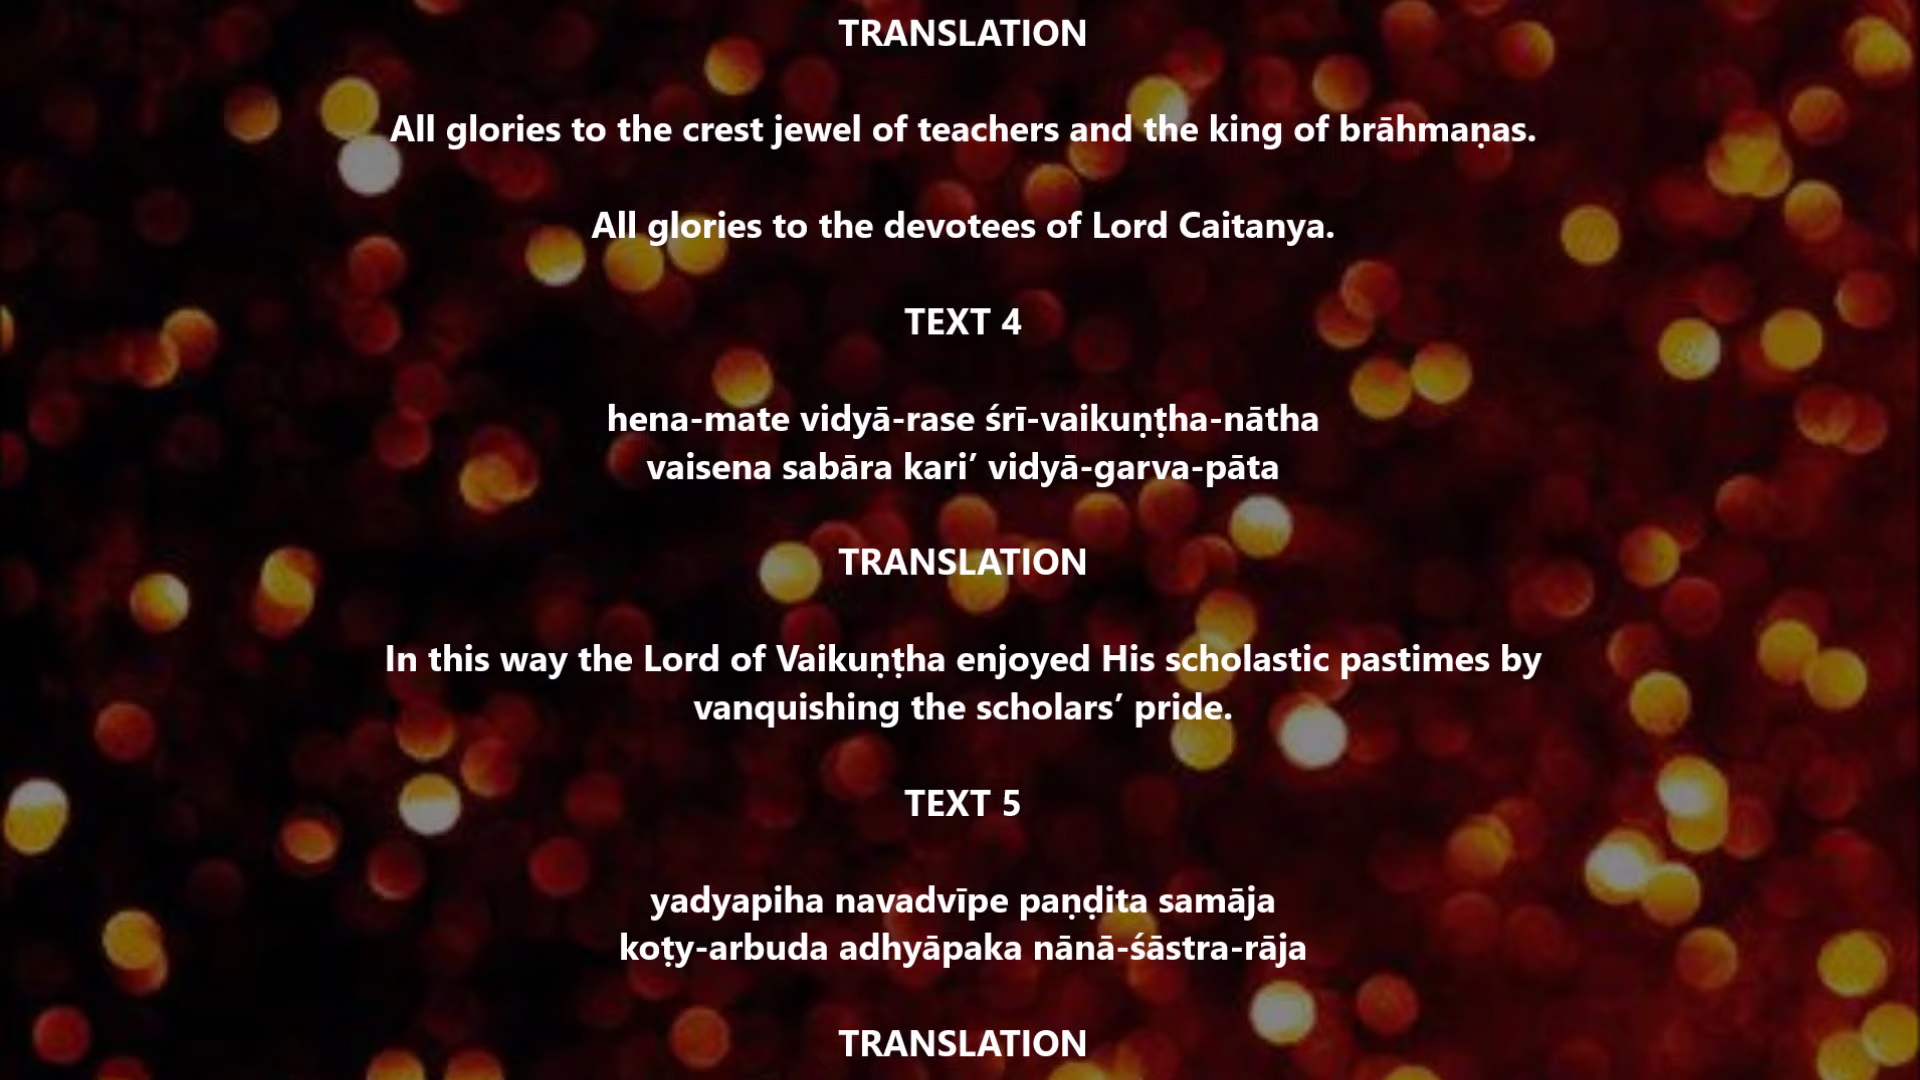 TRANSLATION
All glories to the crest jewel of teachers and the king of brāhmaṇas.
All glories to the devotees of Lord Caitanya.
TEXT 4
hena-mate vidyā-rase śrī-vaikuṇṭha-nātha
vaisena sabāra kari’ vidyā-garva-pāta
TRANSLATION
In this way the Lord of Vaikuṇṭha enjoyed His scholastic pastimes by
vanquishing the scholars’ pride.
TEXT 5
yadyapiha navadvīpe paṇḍita samāja
koṭy-arbuda adhyāpaka nānā-śāstra-rāja
TRANSLATION